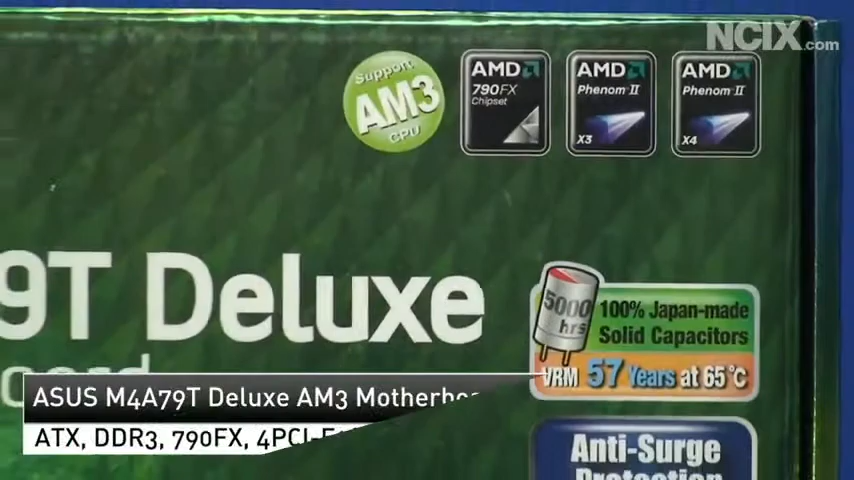 NCIX.com
Support
AM3
CPU
AMD
790FX
Chipset
AMD
Phenom II
X3
AMD
Phenom II
X4
9T Deluxe
5000
hrs
100% Japan-made
Solid Capacitors
VRM 57 Years at 65°C
ASUS M4A79T Deluxe AM3
ATX, DDR3, 790FX,
Anti-Surge
Protection